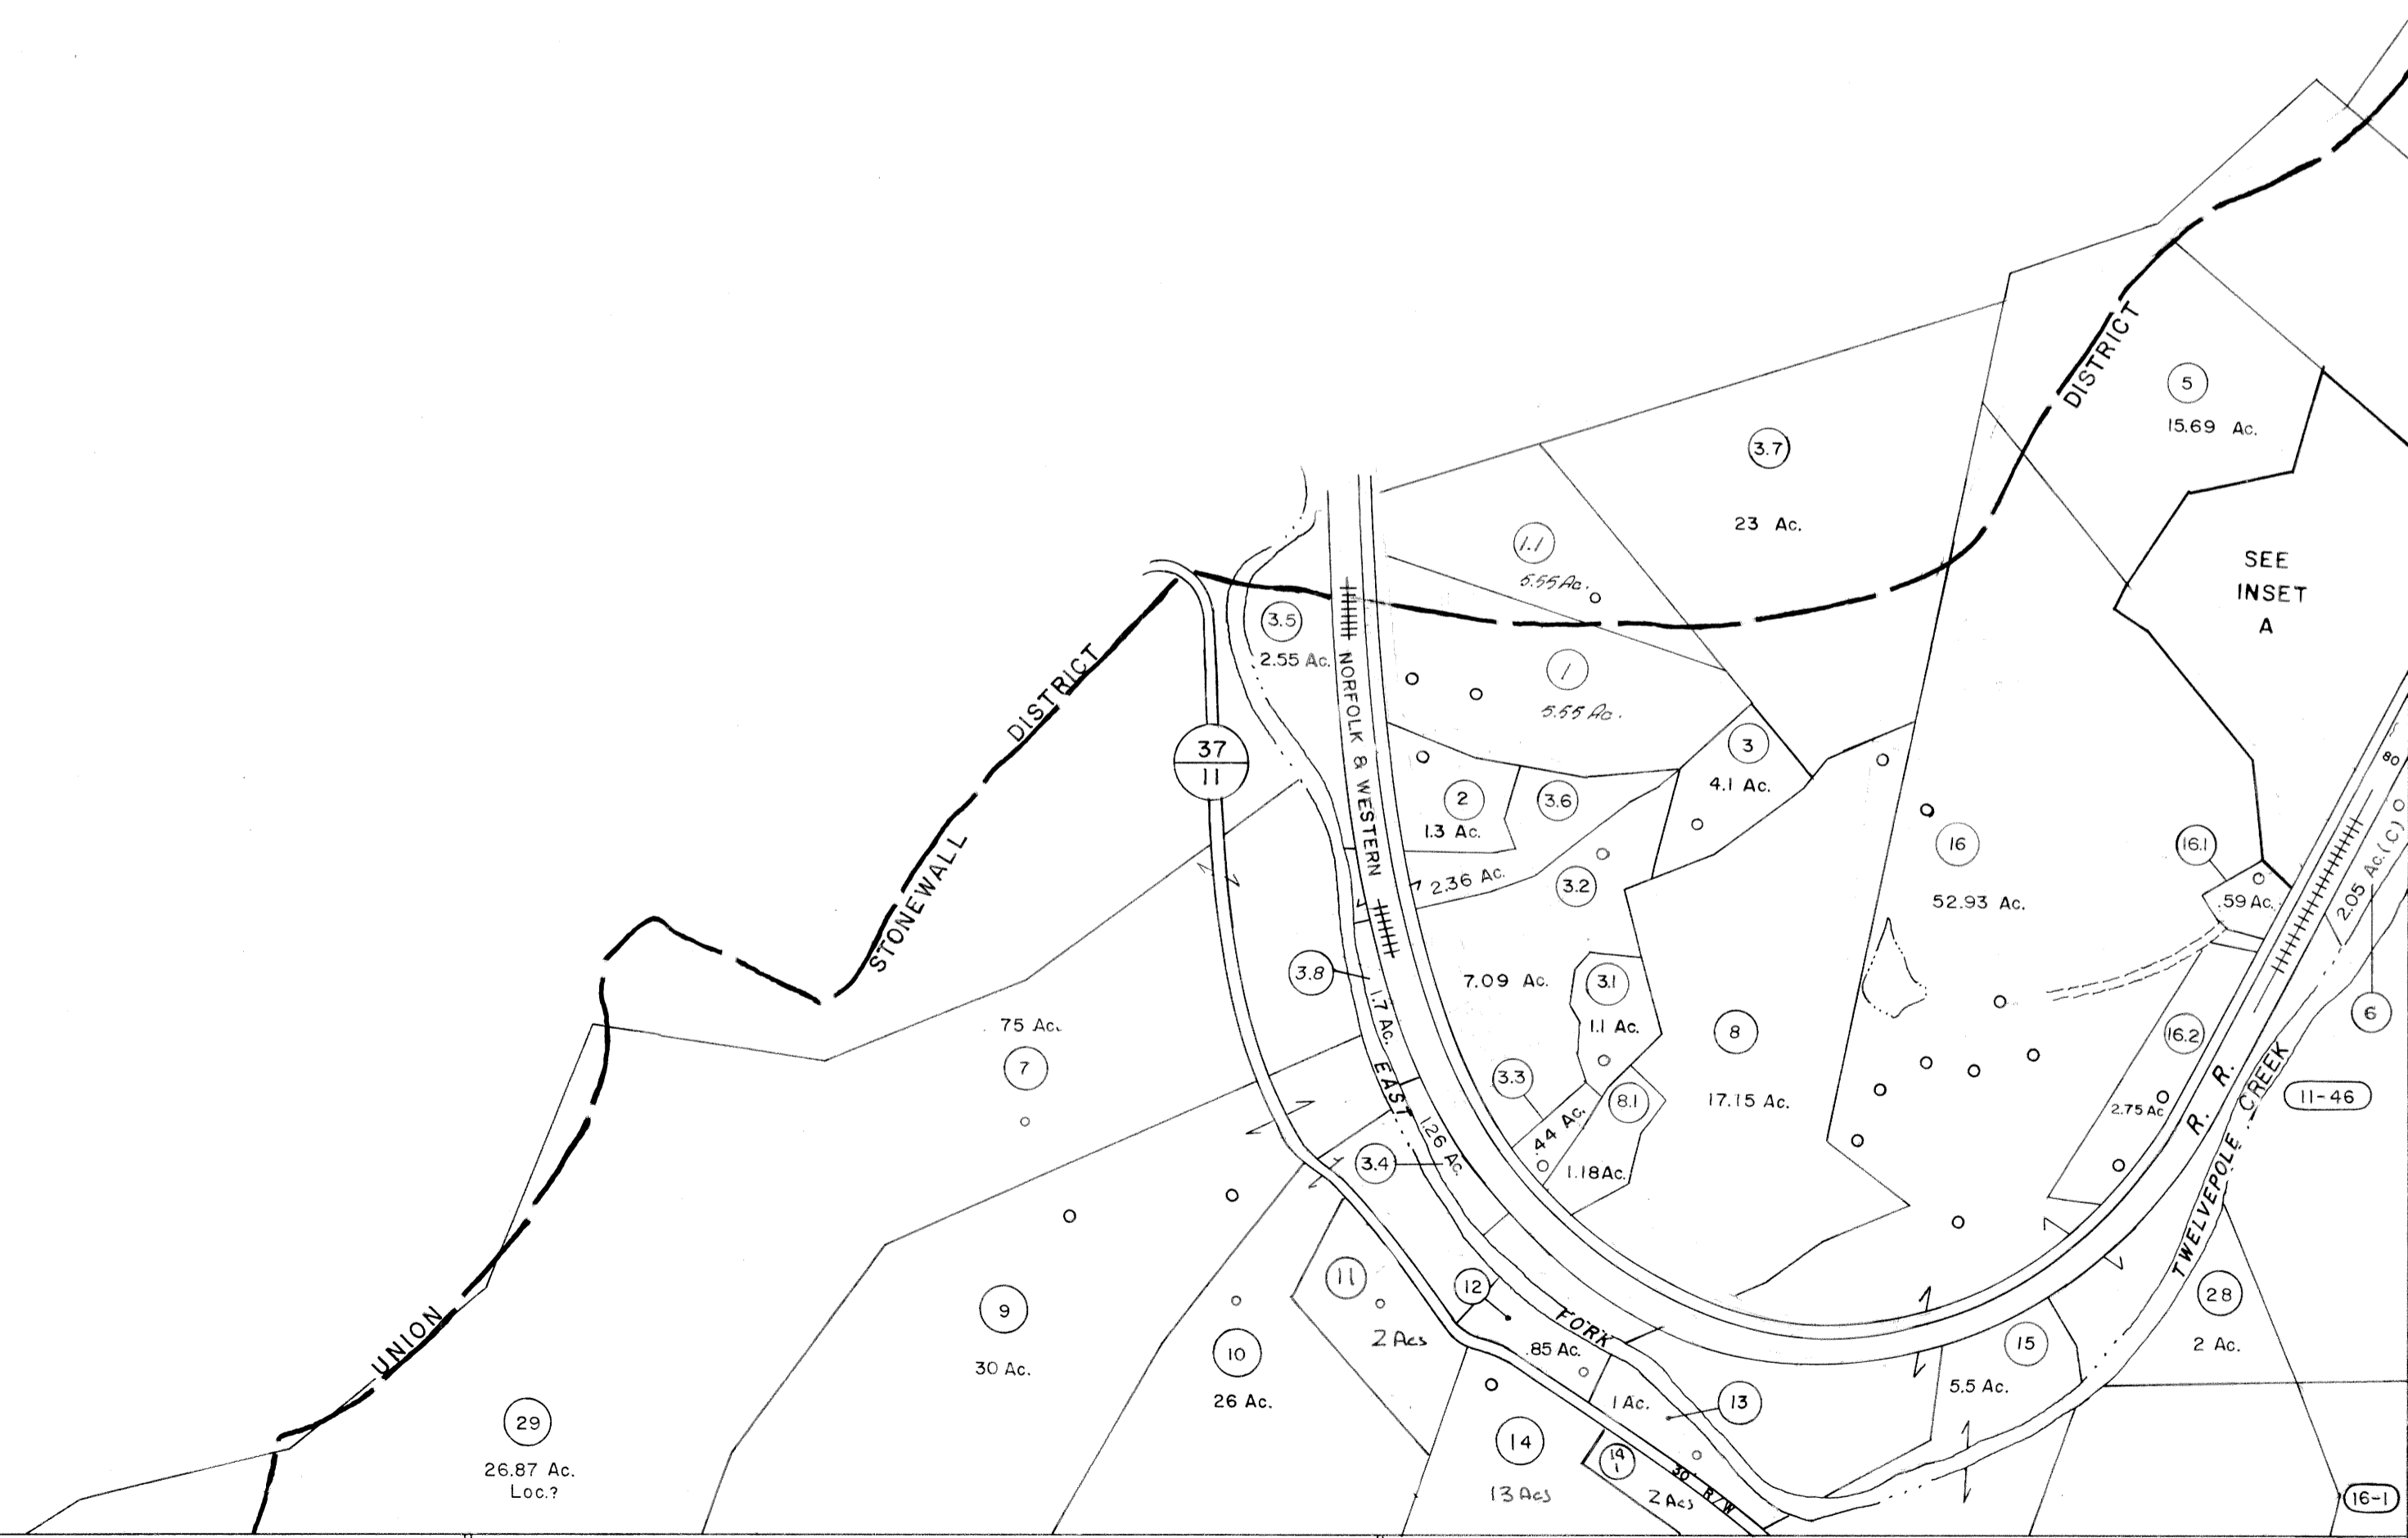 DISTRICT
5
15.69 Ac.
3.7
23 Ac.
1.1
5.55 Ac.
SEE
INSET
A
3.5
2.55 Ac.
NORFOLK & WESTERN
1
5.55 Ac.
STONEWALL DISTRICT
37
11
3
4.1 Ac.
2
1.3 Ac.
3.6
2.36 Ac.
80
16
52.93 Ac.
16.1
.59 Ac.
2.05 Ac. (C)
6
3.2
7.09 Ac.
3.8
1.7 Ac.
3.1
1.1 Ac.
8
17.15 Ac.
75 Ac.
7
16.2
2.75 Ac
R. R.
11-46
3.3
.44 Ac.
8.1
1.18 Ac.
3.4
1.26 Ac.
EAST FORK TWELVEPOLE CREEK
11
2 Acs
12
.85 Ac.
9
30 Ac.
10
26 Ac.
28
2 Ac.
15
5.5 Ac.
13
1 Ac.
UNION
29
26.87 Ac.
Loc.?
14
13 Acs
14
1
2 Acs
30' R/W
16-1